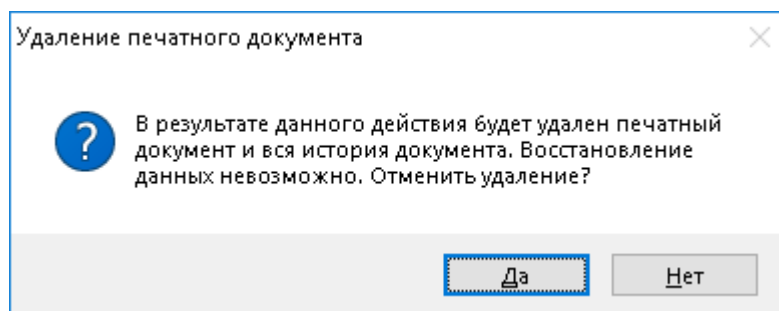 Удаление печатного документа
В результате данного действия будет удален печатный
документ и вся история документа. Восстановление
данных невозможно. Отменить удаление?
Да
Нет